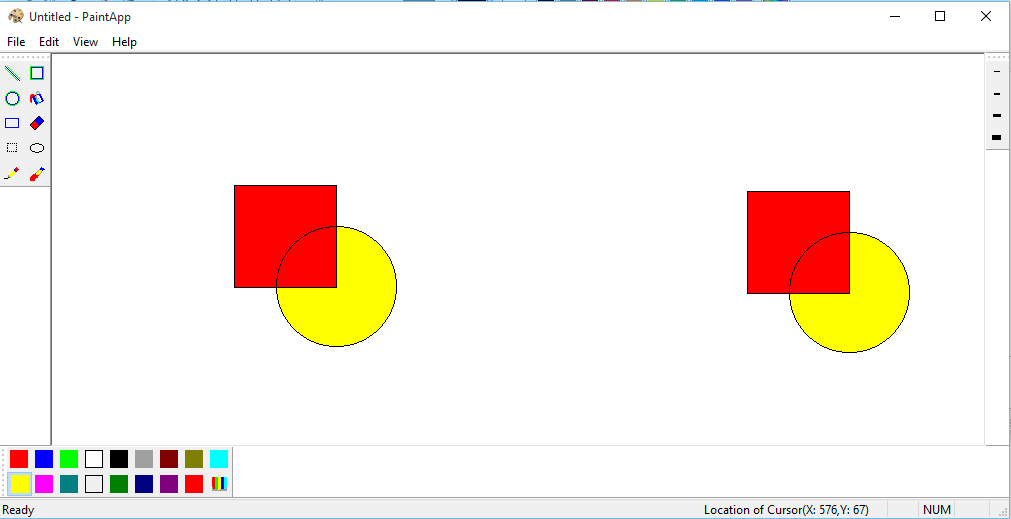 Untitled - PaintApp
File Edit View Help
Ready
Location of Cursor(X: 576,Y: 67)
NUM